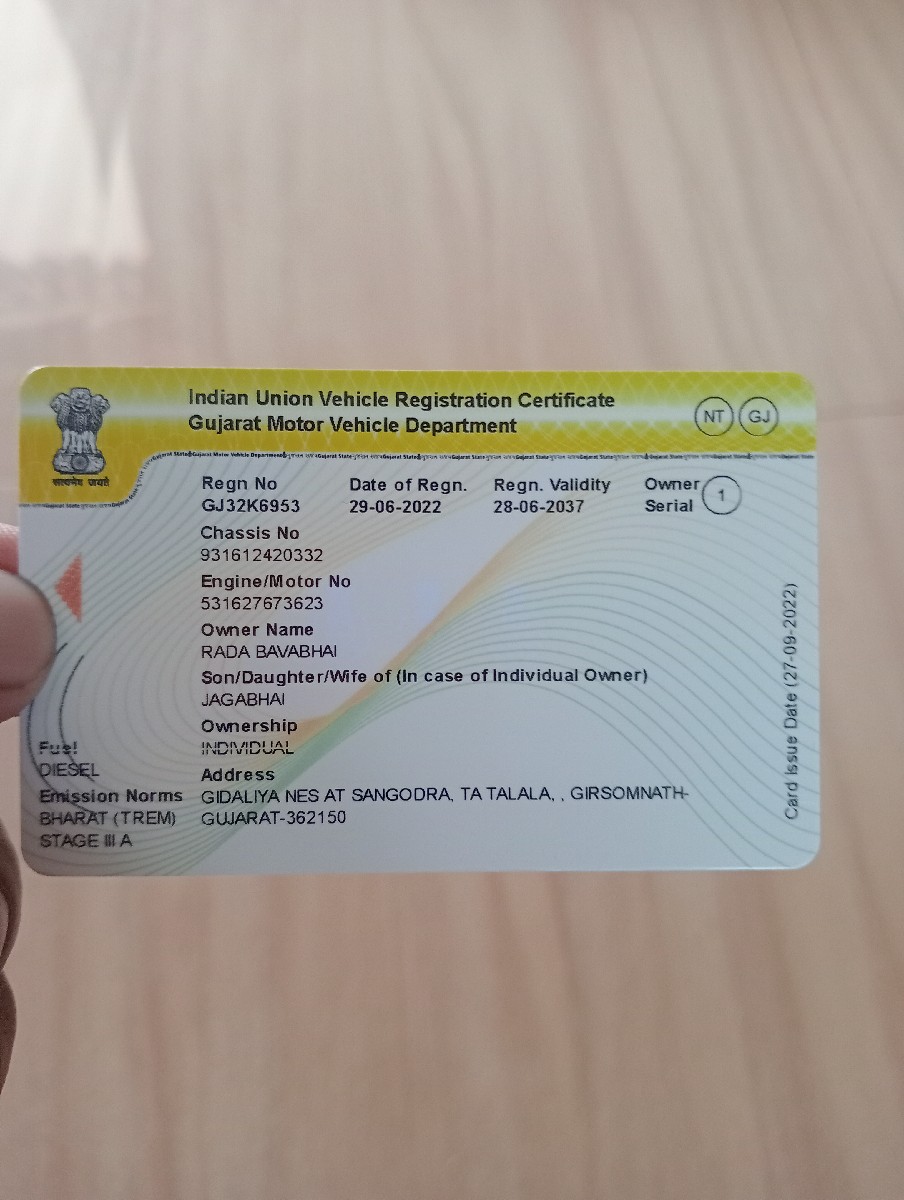 Indian Union Vehicle Registration Certificate
Gujarat Motor Vehicle Department
NT GJ
सत्यमेव जयते
Regn No Date of Regn. Regn. Validity Owner Serial 1
GJ32K6953 29-06-2022 28-06-2037
Chassis No
931612420332
Engine/Motor No
531627673623
Owner Name
RADA BAVABHAI
Son/Daughter/Wife of (In case of Individual Owner)
JAGABHAI
Ownership
INDIVIDUAL
Fuel
DIESEL
Address
GIDALIYA NES AT SANGODRA, TA TALALA, , GIRSOMNATH-
GUJARAT-362150
Emission Norms
BHARAT (TREM)
STAGE III A
Card Issue Date (27-09-2022)